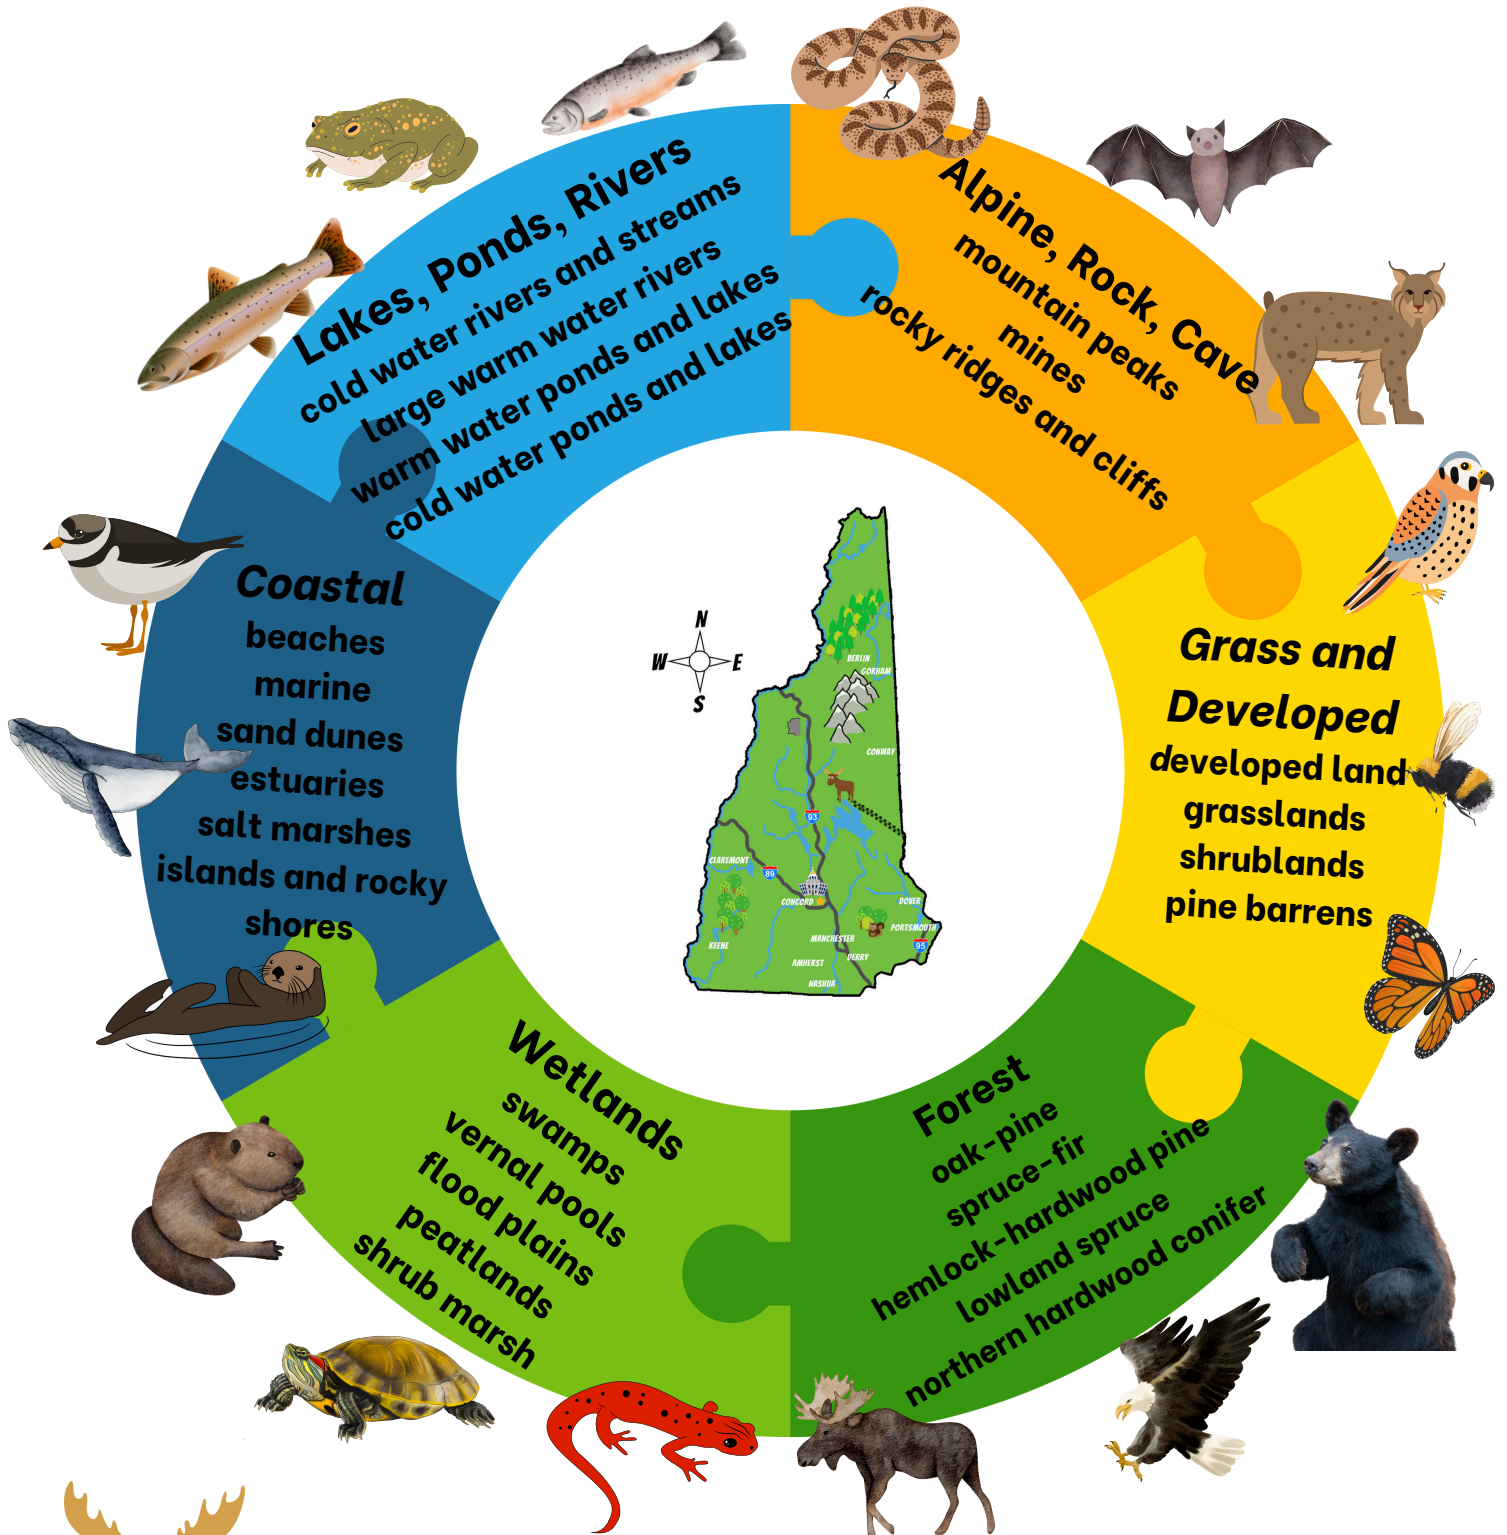 Lakes, Ponds, Rivers
cold water rivers and streams
large warm water rivers
warm water ponds and lakes
cold water ponds and lakes
Alpine, Rock, Cave
mountain peaks
mines
rocky ridges and cliffs
Coastal
beaches
marine
sand dunes
estuaries
salt marshes
islands and rocky
shores
Grass and
Developed
developed land
grasslands
shrublands
pine barrens
Wetlands
swamps
vernal pools
flood plains
peatlands
shrub marsh
Forest
oak-pine
spruce-fir
hemlock-hardwood pine
lowland spruce
northern hardwood conifer
N
W E
S
BERLIN
GORHAM
CONWAY
93
CLAREMONT
89
CONCORD
DOVER
PORTSMOUTH
95
KEENE
MANCHESTER
DERRY
AMHERST
NASHUA